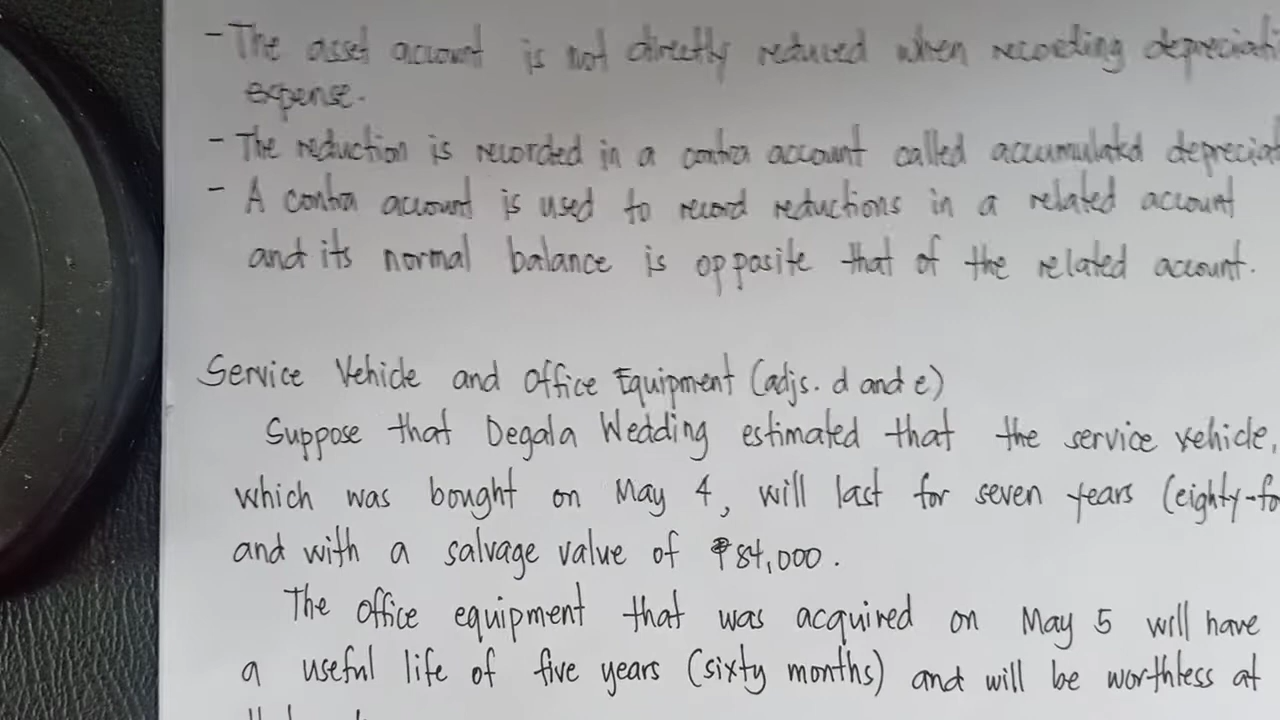 - The asset account is not directly reduced when recording depreciati
expense.
- The reduction is recorded in a contra account called accumulated depreciat
- A contra account is used to record reductions in a related account
and its normal balance is opposite that of the related account.
Service Vehicle and Office Equipment (adjs. d and e)
Suppose that Degala Wedding estimated that the service vehicle,
which was bought on May 4, will last for seven years (eighty-fo
and with a salvage value of ₱84,000.
The office equipment that was acquired on May 5 will have
a useful life of five years (sixty months) and will be worthless at